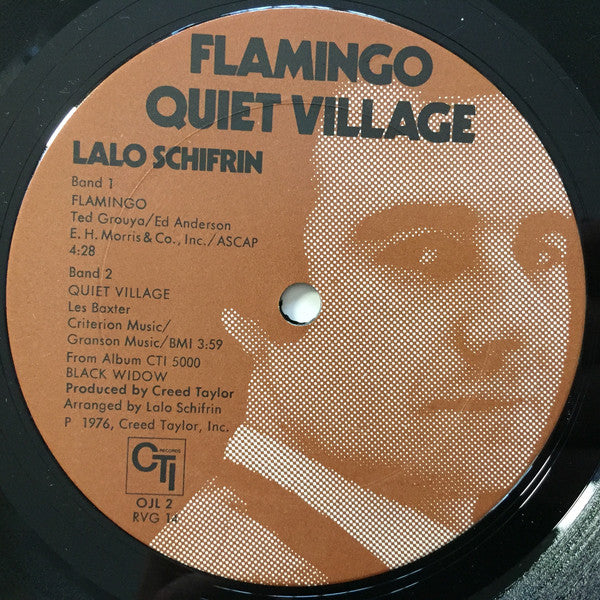 FLAMINGO
QUIET VILLAGE
LALO SCHIFRIN
Band 1
FLAMINGO
Ted Grouya/Ed Anderson
E. H. Morris & Co., Inc./ASCAP
4:28
Band 2
QUIET VILLAGE
Les Baxter
Criterion Music/
Granson Music/BMI 3:59
From Album CTI 5000
BLACK WIDOW
Produced by Creed Taylor
Arranged by Lalo Schifrin
P 1976, Creed Taylor, Inc.
CTI
RECORDS
OJL 2
RVG 14